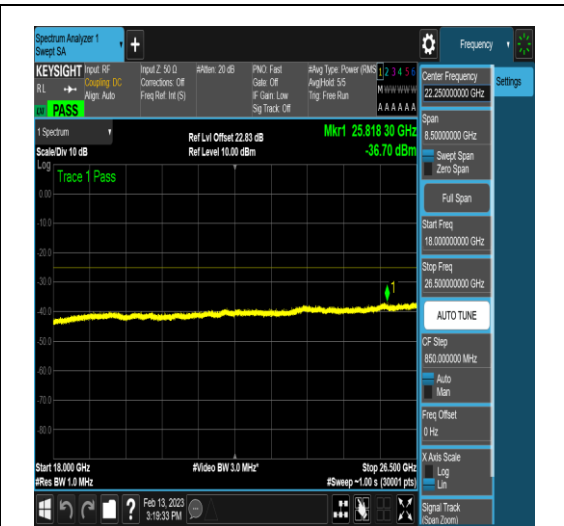 Spectrum Analyzer 1
Swept SA
+
Frequency
KEYSIGHT
RL
PASS
Input: RF
Coupling: DC
Align: Auto
Input Z: 50 Ω
Corrections: Off
Freq Ref: Int (S)
#Atten: 20 dB
PNO: Fast
Gate: Off
IF Gain: Low
Sig Track: Off
#Avg Type: Power (RMS)
Avg|Hold: 5/5
Trig: Free Run
1 2 3 4 5 6
M W W W W W
A A A A A A
1 Spectrum
Scale/Div 10 dB
Ref Lvl Offset 22.83 dB
Ref Level 10.00 dBm
Mkr1 25.818 30 GHz
-36.70 dBm
Log
Trace 1 Pass
0.00
-10.0
-20.0
-30.0
-40.0
-50.0
-60.0
-70.0
-80.0
1
Start 18.000 GHz
#Res BW 1.0 MHz
#Video BW 3.0 MHz*
Stop 26.500 GHz
#Sweep ~1.00 s (30001 pts)
Feb 13, 2023
3:19:33 PM
Center Frequency
22.250000000 GHz
Settings
Span
8.50000000 GHz
Swept Span
Zero Span
Full Span
Start Freq
18.000000000 GHz
Stop Freq
26.500000000 GHz
AUTO TUNE
CF Step
850.000000 MHz
Auto
Man
Freq Offset
0 Hz
X Axis Scale
Log
Lin
Signal Track
(Span Zoom)